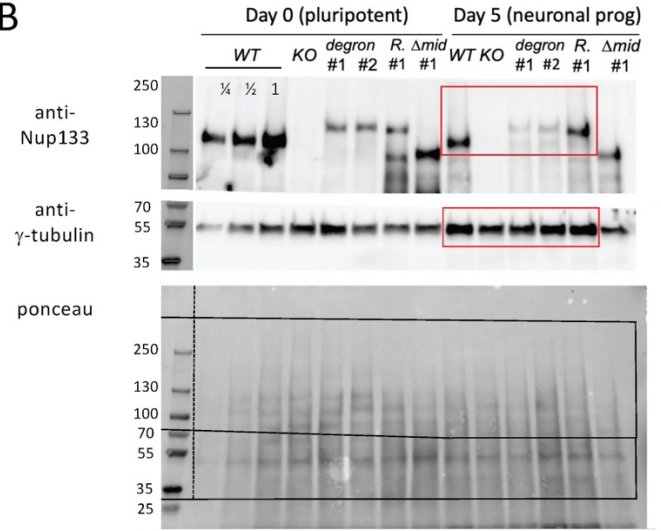 B
Day 0 (pluripotent) Day 5 (neuronal prog)
WT KO degron #1 #2 R. #1 Δmid #1 WT KO degron #1 #2 R. #1 Δmid #1
¼ ½ 1
anti-
Nup133
250
130
100
anti-
γ-tubulin
70
55
35
ponceau
250
130
100
70
55
35
25